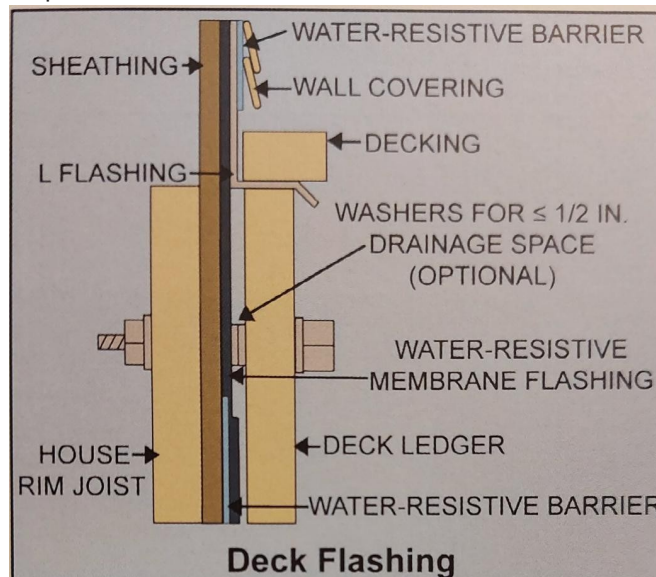 WATER-RESISTIVE BARRIER
SHEATHING
WALL COVERING
DECKING
L FLASHING
WASHERS FOR ≤ 1/2 IN.
DRAINAGE SPACE
(OPTIONAL)
WATER-RESISTIVE
MEMBRANE FLASHING
DECK LEDGER
HOUSE
RIM JOIST
WATER-RESISTIVE BARRIER
Deck Flashing